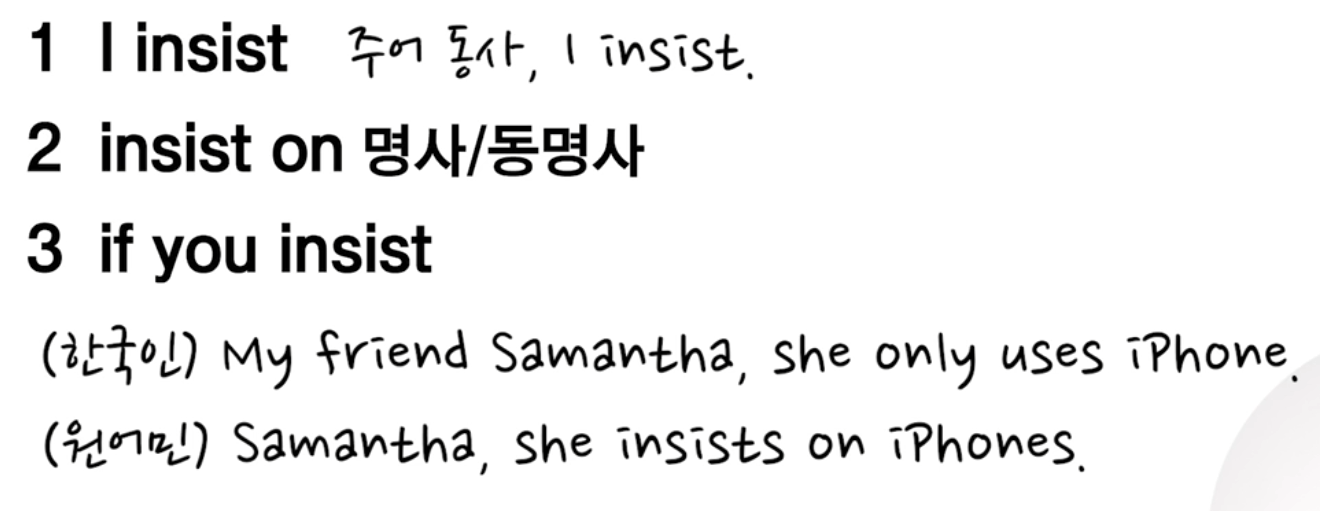 1 I insist 주어 동사, I insist.
2 insist on 명사/동명사
3 if you insist
(한국인) My friend Samantha, she only uses iPhone.
(원어민) Samantha, she insists on iPhones.